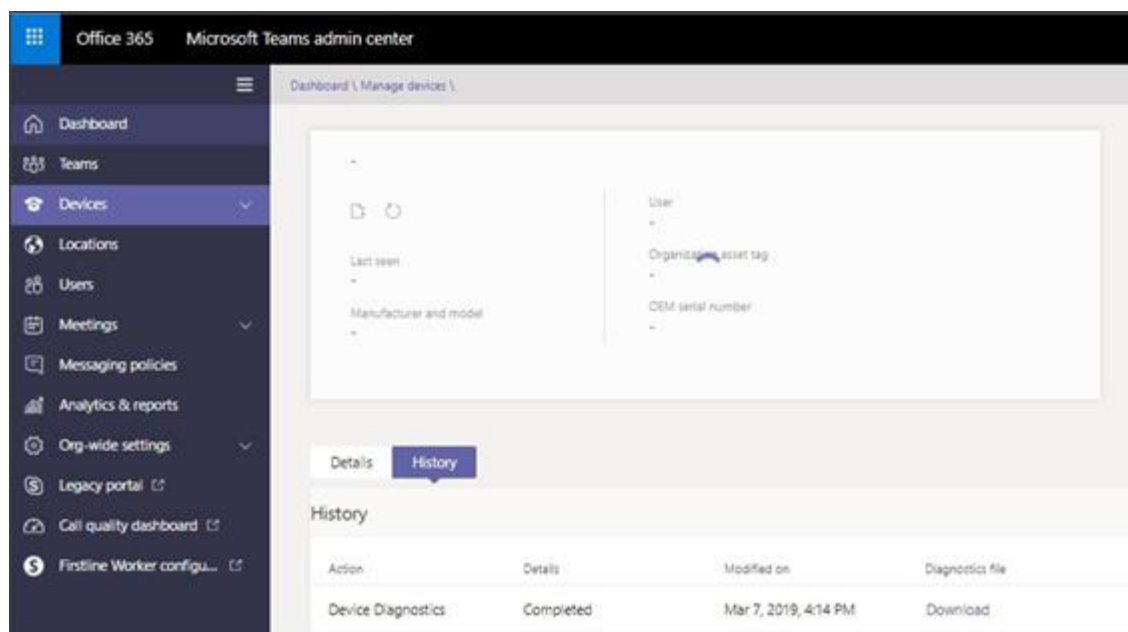 Office 365 Microsoft Teams admin center
Dashboard \ Manage devices \
Dashboard
Teams
Devices
Locations
Users
Meetings
Messaging policies
Analytics & reports
Org-wide settings
Legacy portal
Call quality dashboard
Firstline Worker configu...
-
Last seen
-
Manufacturer and model
-
User
-
Organization asset tag
-
OEM serial number
-
Details History
History
Action Details Modified on Diagnostics file
Device Diagnostics Completed Mar 7, 2019, 4:14 PM Download